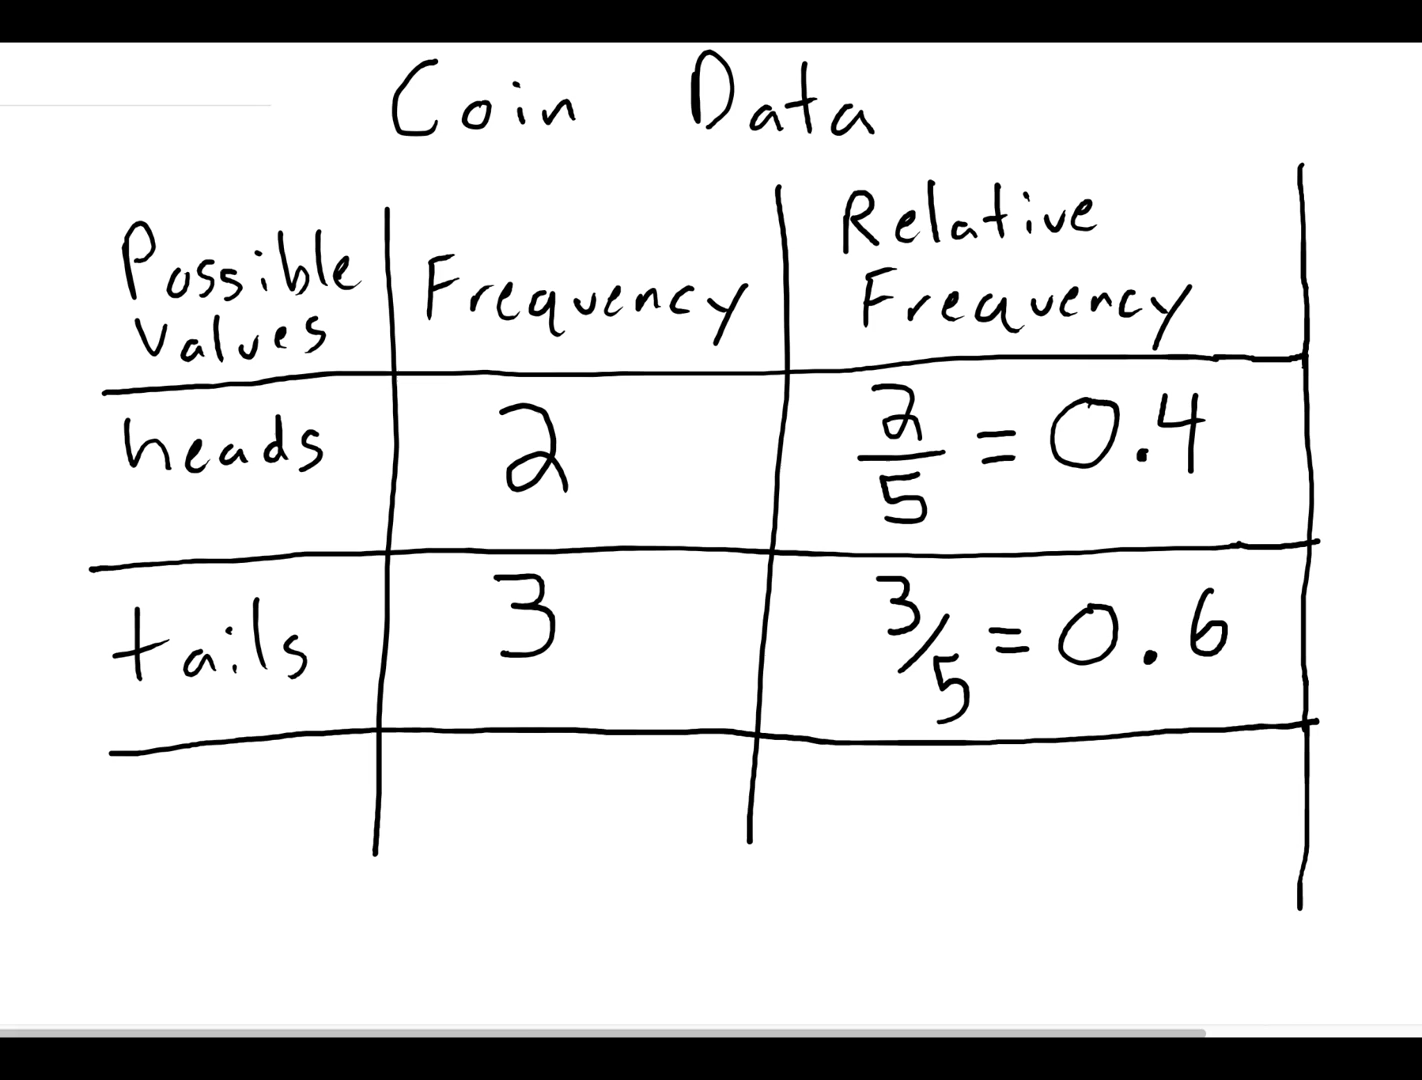 Coin Data
Possible
Values
Frequency
Relative
Frequency
heads
2
2/5 = 0.4
tails
3
3/5 = 0.6